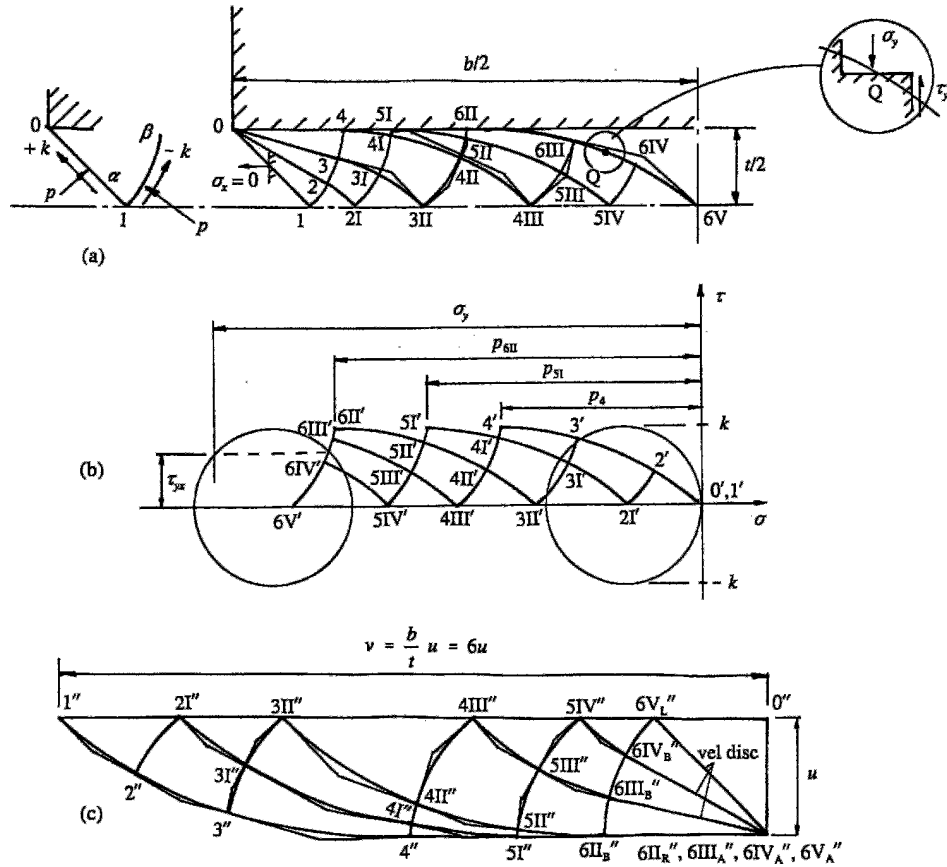 b/2
σy
Q
τy
0
β
+ k
– k
α
p
p
1
0
4
5I
6II
4I
5II
6III
6IV
3
3I
4II
5III
Q
t/2
σx = 0
2
1
2I
3II
4III
5IV
6V
(a)
τ
σy
p6II
p5I
p4
k
6III′
6II′
5I′
4′
3′
5II′
4I′
2′
(b)
τyx
6IV′
5III′
4II′
3I′
0′,1′
6V′
5IV′
4III′
3II′
2I′
σ
– k
v = b/t u = 6u
1″
2I″
3II″
4III″
5IV″
6VL″
0″
6IVB″
vel disc
5III″
6IIIB″
u
2″
3I″
4I″
4II″
5II″
3″
(c)
4″
5I″
6IIB″
6IIR″, 6IIIA″, 6IVA″, 6VA″